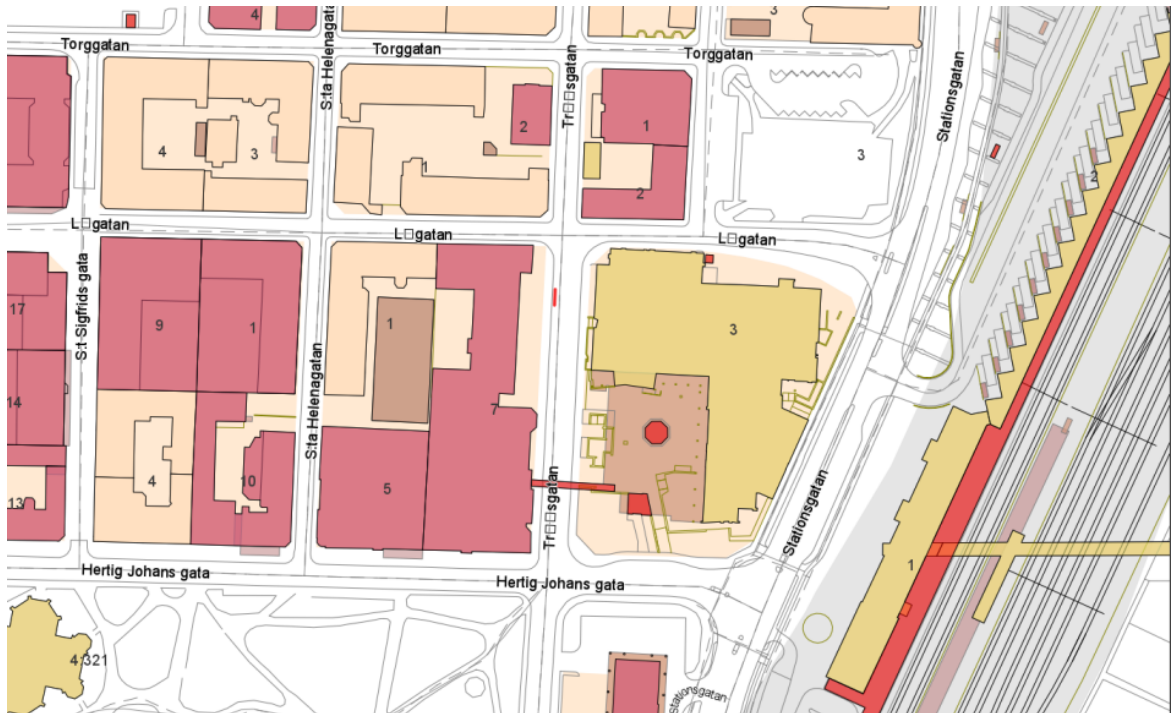 4
3
Torggatan
Torggatan
Torggatan
S:ta Helenagatan
Tr□□sgatan
Stationsgatan
4
3
1
2
1
2
3
2
L□gatan
L□gatan
L□gatan
S:t Sigfrids gata
S:ta Helenagatan
17
9
1
1
7
3
14
13
4
10
5
Tr□□sgatan
Stationsgatan
1
Hertig Johans gata
Hertig Johans gata
4:321
Stationsgatan